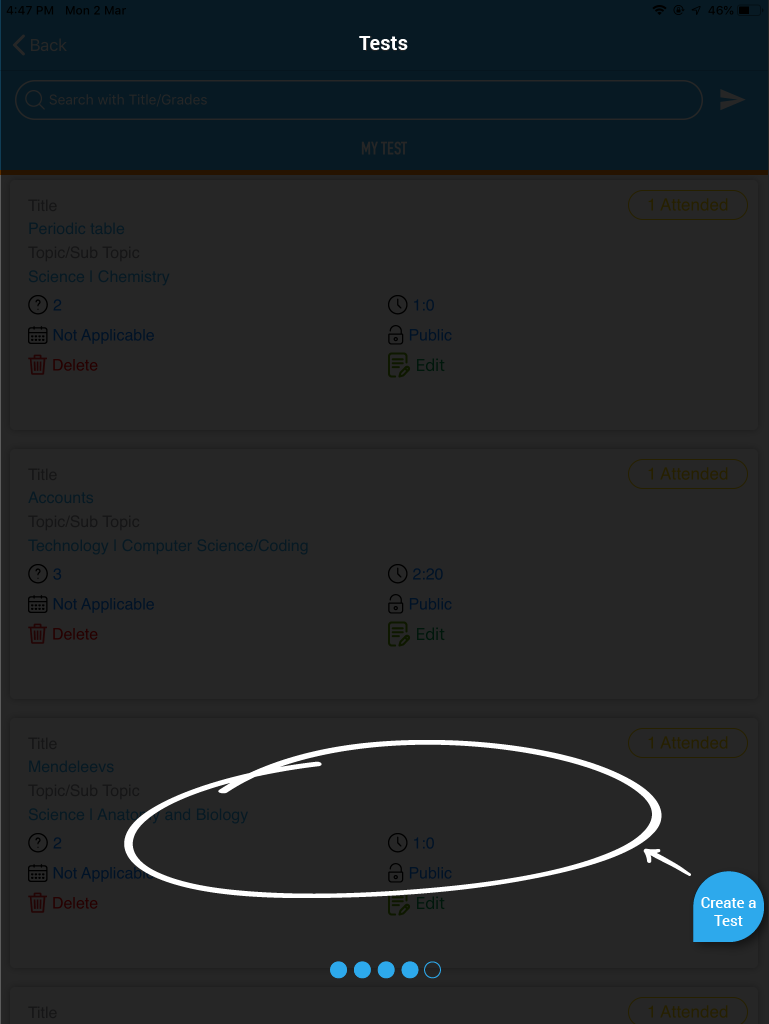 4:47 PM Mon 2 Mar 46%
Back
Tests
Search with Title/Grades
MY TEST
Title
1 Attended
Periodic table
Topic/Sub Topic
Science | Chemistry
2 1:0
Not Applicable Public
Delete Edit
Title
1 Attended
Accounts
Topic/Sub Topic
Technology | Computer Science/Coding
3 2:20
Not Applicable Public
Delete Edit
Title
1 Attended
Mendeleevs
Topic/Sub Topic
Science | Anatomy and Biology
2 1:0
Not Applicable Public
Delete Edit
Create a
Test
Title
1 Attended